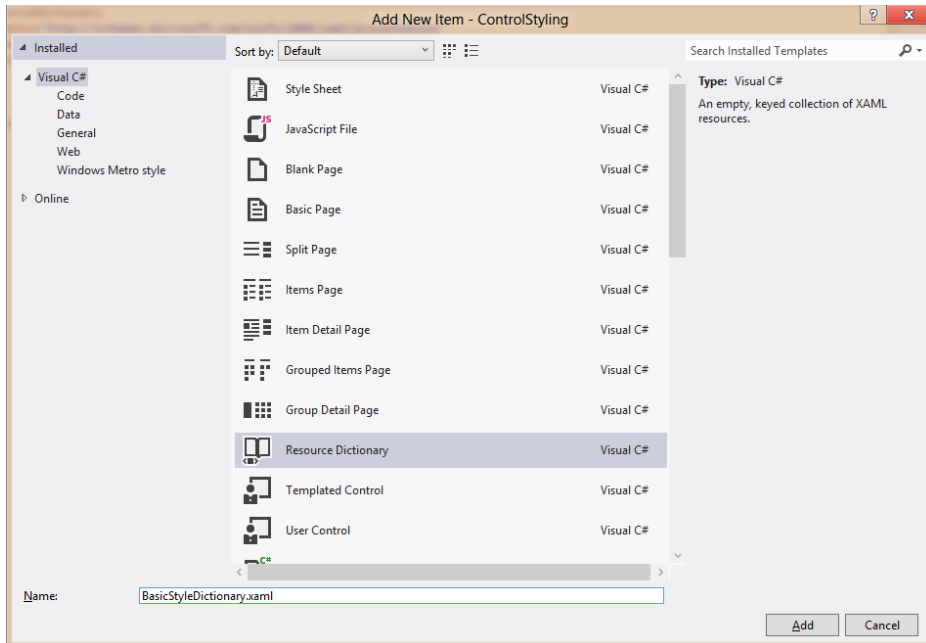 Add New Item - ControlStyling
?
x
Installed
Sort by: Default
Search Installed Templates
Visual C#
Code
Data
General
Web
Windows Metro style
Online
Style Sheet Visual C#
JS
JavaScript File Visual C#
Blank Page Visual C#
Basic Page Visual C#
Split Page Visual C#
Items Page Visual C#
Item Detail Page Visual C#
Grouped Items Page Visual C#
Group Detail Page Visual C#
Resource Dictionary Visual C#
Templated Control Visual C#
User Control Visual C#
C#
Type: Visual C#
An empty, keyed collection of XAML
resources.
Name: BasicStyleDictionary.xaml
Add Cancel